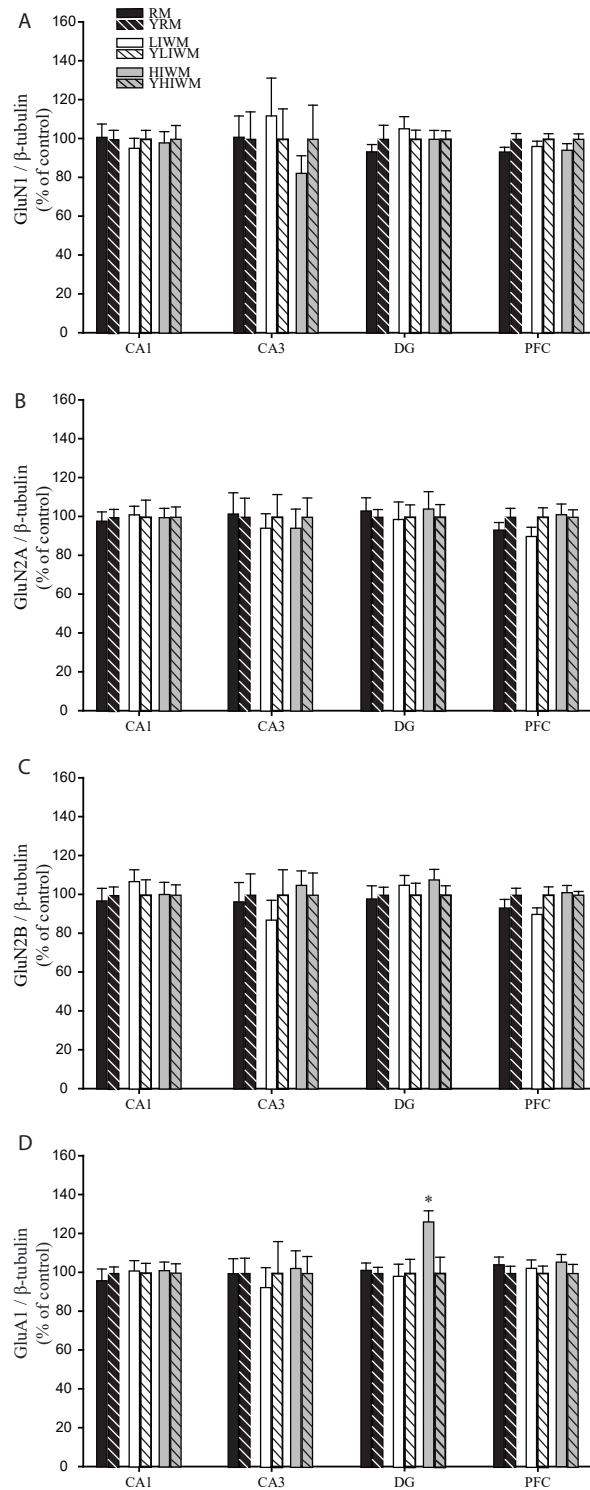 A
RM
YRM
LIWM
YLIWM
HIWM
YHIWM
GluN1 / β-tubulin
(% of control)
160
140
120
100
80
60
40
20
0
CA1 CA3 DG PFC
B
GluN2A / β-tubulin
(% of control)
160
140
120
100
80
60
40
20
0
CA1 CA3 DG PFC
C
GluN2B / β-tubulin
(% of control)
160
140
120
100
80
60
40
20
0
CA1 CA3 DG PFC
D
GluA1 / β-tubulin
(% of control)
160
140
120
100
80
60
40
20
0
*
CA1 CA3 DG PFC